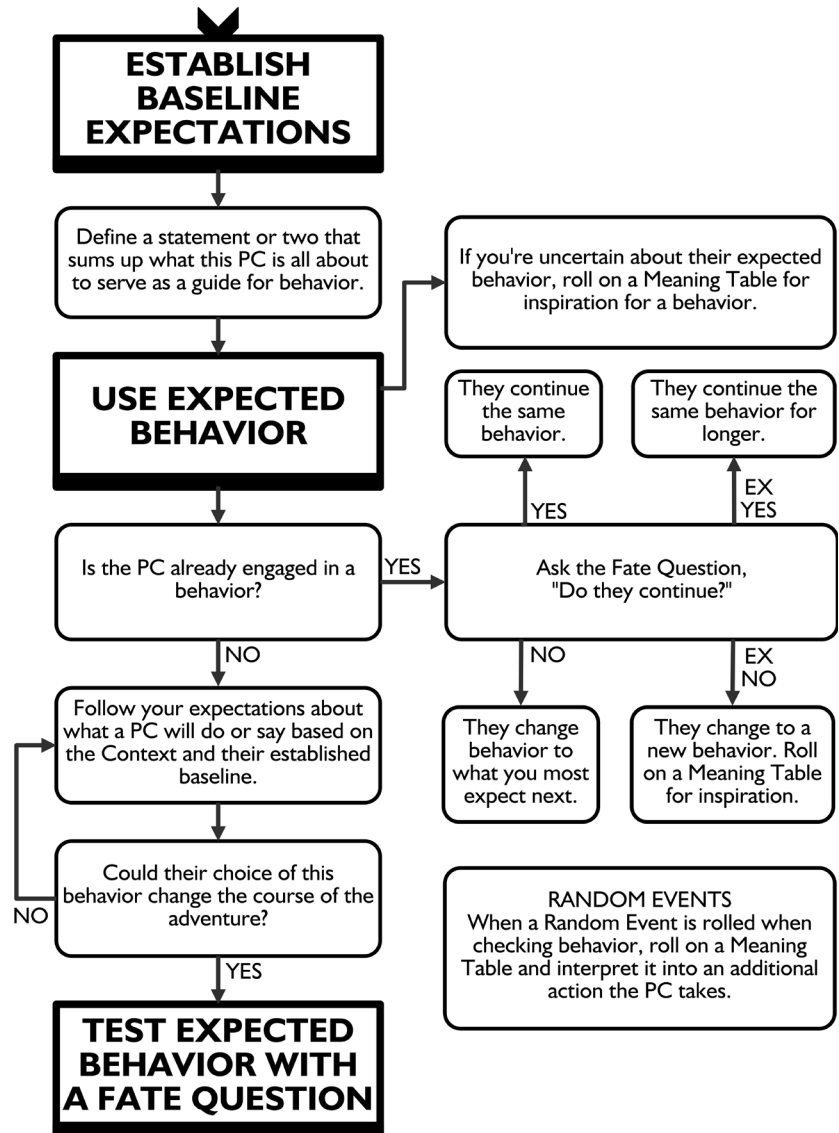 ESTABLISH
BASELINE
EXPECTATIONS
Define a statement or two that
sums up what this PC is all about
to serve as a guide for behavior.
If you're uncertain about their expected
behavior, roll on a Meaning Table for
inspiration for a behavior.
USE EXPECTED
BEHAVIOR
They continue
the same
behavior.
They continue the
same behavior for
longer.
YES
EX
YES
Is the PC already engaged in a
behavior?
YES
Ask the Fate Question,
"Do they continue?"
NO
NO
EX
NO
Follow your expectations about
what a PC will do or say based on
the Context and their established
baseline.
They change
behavior to
what you most
expect next.
They change to a
new behavior. Roll
on a Meaning Table
for inspiration.
Could their choice of this
behavior change the course of the
adventure?
NO
YES
RANDOM EVENTS
When a Random Event is rolled when
checking behavior, roll on a Meaning
Table and interpret it into an additional
action the PC takes.
TEST EXPECTED
BEHAVIOR WITH
A FATE QUESTION